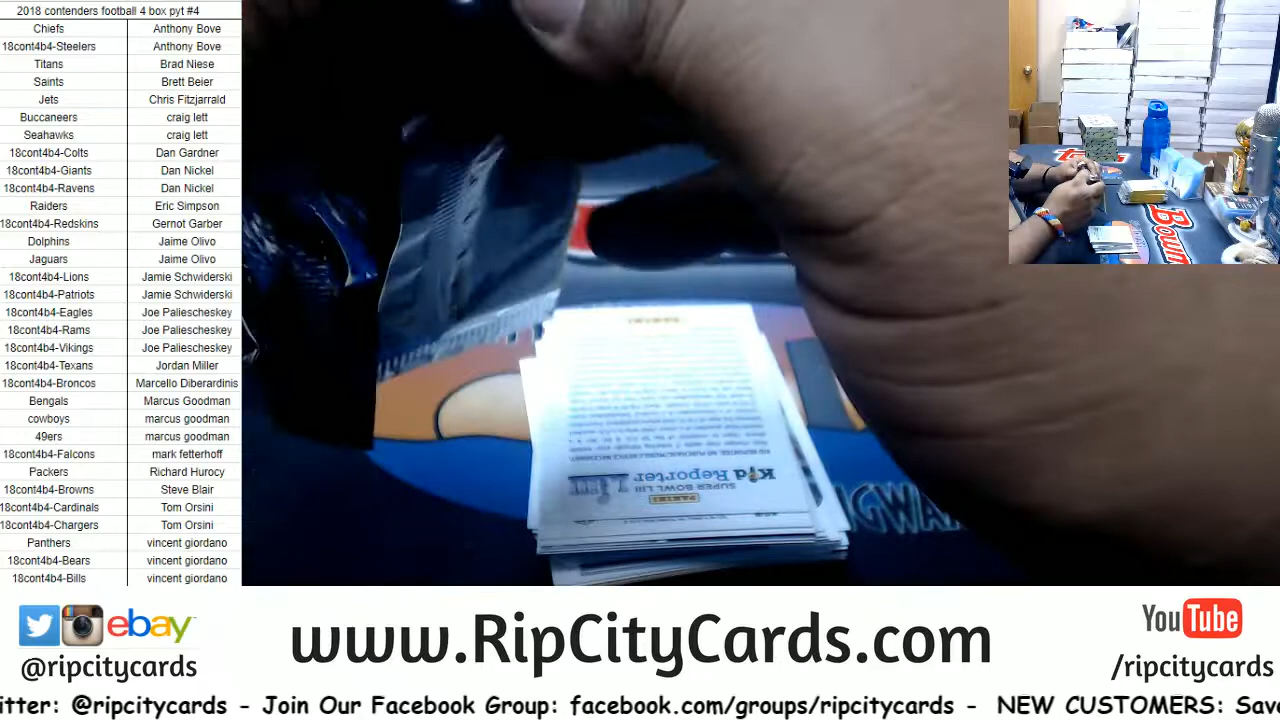 2018 contenders football 4 box pyt #4
Chiefs Anthony Bove
18cont4b4-Steelers Anthony Bove
Titans Brad Niese
Saints Brett Beier
Jets Chris Fitzjarrald
Buccaneers craig lett
Seahawks craig lett
18cont4b4-Colts Dan Gardner
18cont4b4-Giants Dan Nickel
18cont4b4-Ravens Dan Nickel
Raiders Eric Simpson
18cont4b4-Redskins Gernot Garber
Dolphins Jaime Olivo
Jaguars Jaime Olivo
18cont4b4-Lions Jamie Schwiderski
18cont4b4-Patriots Jamie Schwiderski
18cont4b4-Eagles Joe Paliescheskey
18cont4b4-Rams Joe Paliescheskey
18cont4b4-Vikings Joe Paliescheskey
18cont4b4-Texans Jordan Miller
18cont4b4-Broncos Marcello Diberardinis
Bengals Marcus Goodman
cowboys marcus goodman
49ers marcus goodman
18cont4b4-Falcons mark fetterhoff
Packers Richard Hurocy
18cont4b4-Browns Steve Blair
18cont4b4-Cardinals Tom Orsini
18cont4b4-Chargers Tom Orsini
Panthers vincent giordano
18cont4b4-Bears vincent giordano
18cont4b4-Bills vincent giordano
PANINI
SUPER BOWL LIII
Kid Reporter
PANINI
ebay
@ripcitycards
www.RipCityCards.com
YouTube
/ripcitycards
itter: @ripcitycards - Join Our Facebook Group: facebook.com/groups/ripcitycards - NEW CUSTOMERS: Save